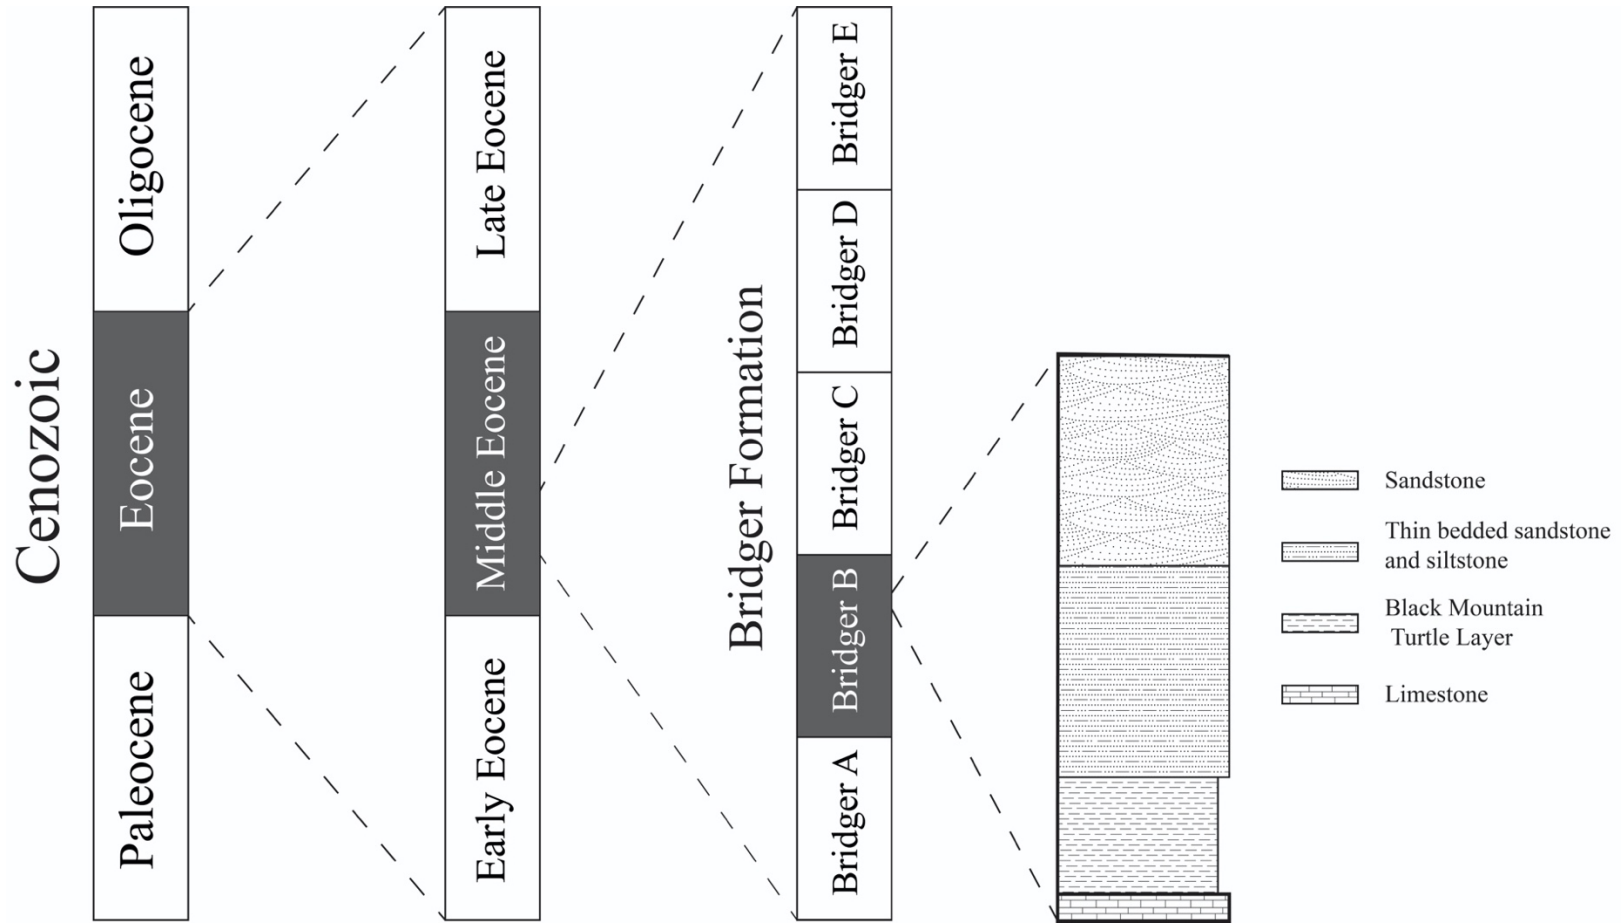 Cenozoic
Oligocene
Eocene
Paleocene
Late Eocene
Middle Eocene
Early Eocene
Bridger Formation
Bridger E
Bridger D
Bridger C
Bridger B
Bridger A
Sandstone
Thin bedded sandstone
and siltstone
Black Mountain
Turtle Layer
Limestone